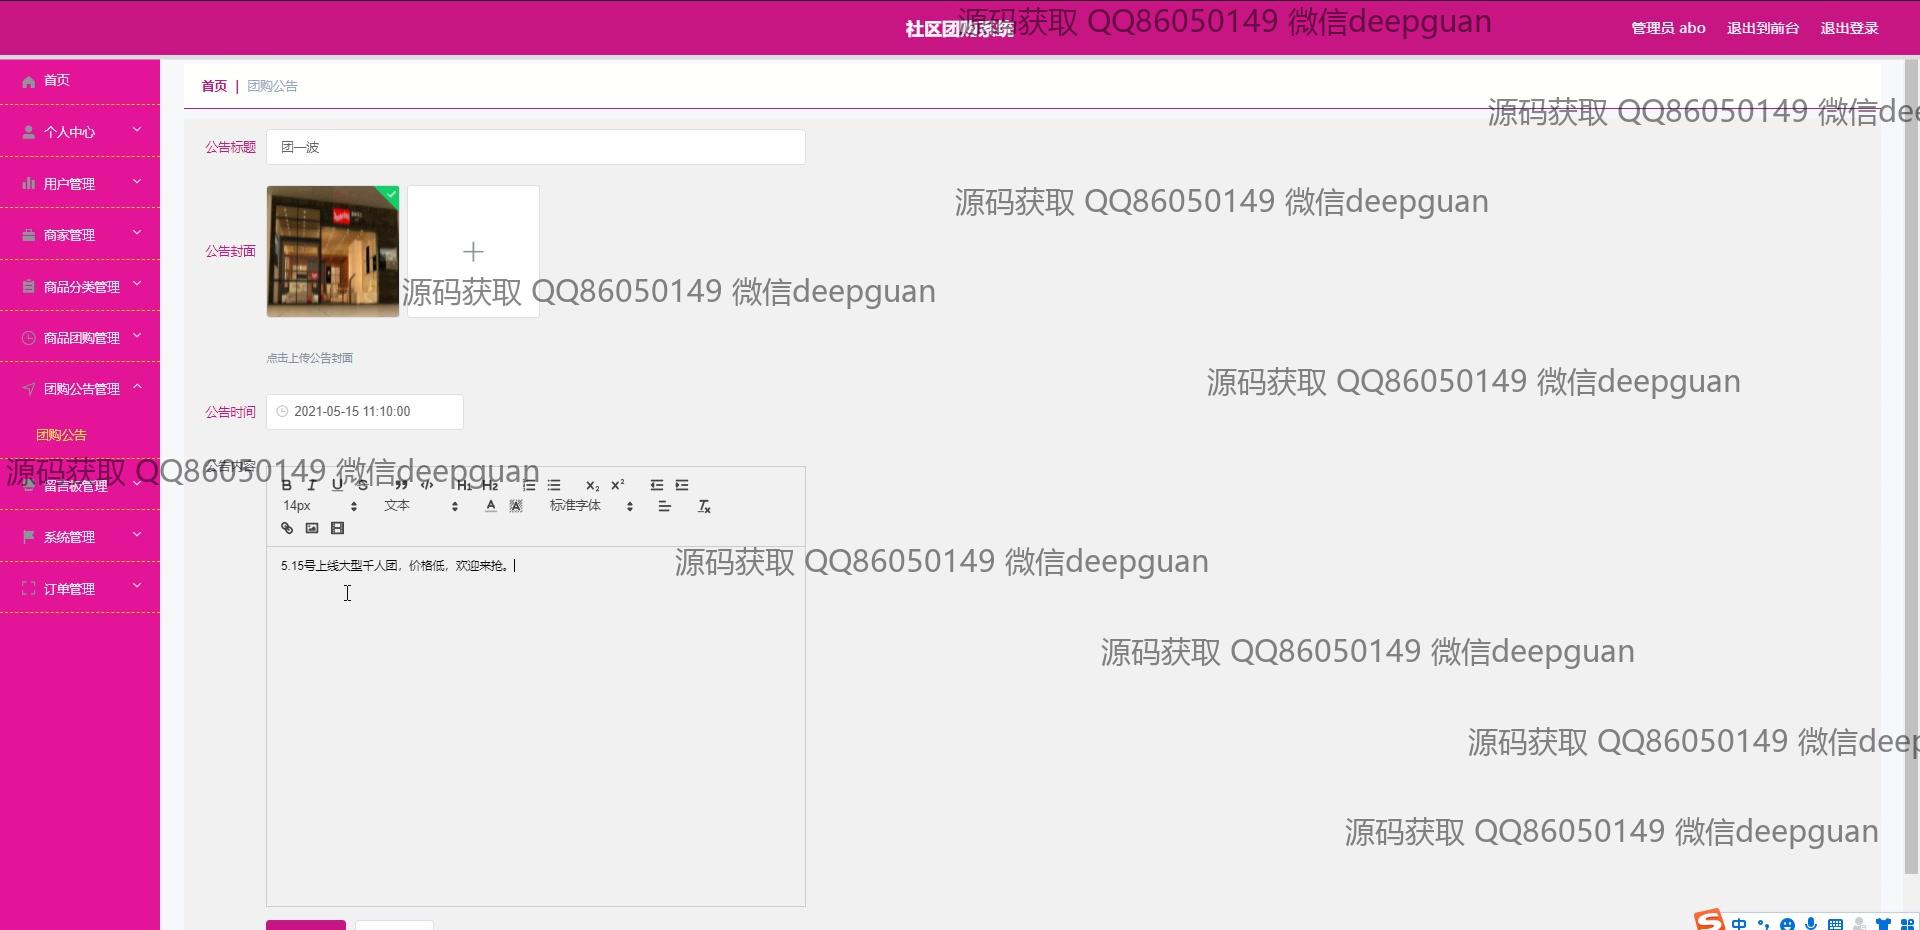 社区团购系统
源码获取 QQ86050149 微信deepguan
管理员 abo 退出到前台 退出登录
首页
首页 | 团购公告
源码获取 QQ86050149 微信dee
个人中心
公告标题 团一波
用户管理
源码获取 QQ86050149 微信deepguan
商家管理
公告封面
商品分类管理
源码获取 QQ86050149 微信deepguan
商品团购管理
点击上传公告封面
源码获取 QQ86050149 微信deepguan
团购公告管理
公告时间 2021-05-15 11:10:00
团购公告
公告内容
源码获取 QQ86050149 微信deepguan
留言板管理
B I U S H1 H2 x2 x2
14px 文本 A A 标准字体 Tx
系统管理
5.15号上线大型千人团，价格低，欢迎来抢。
源码获取 QQ86050149 微信deepguan
订单管理
源码获取 QQ86050149 微信deepguan
源码获取 QQ86050149 微信deep
源码获取 QQ86050149 微信deepguan
S 中